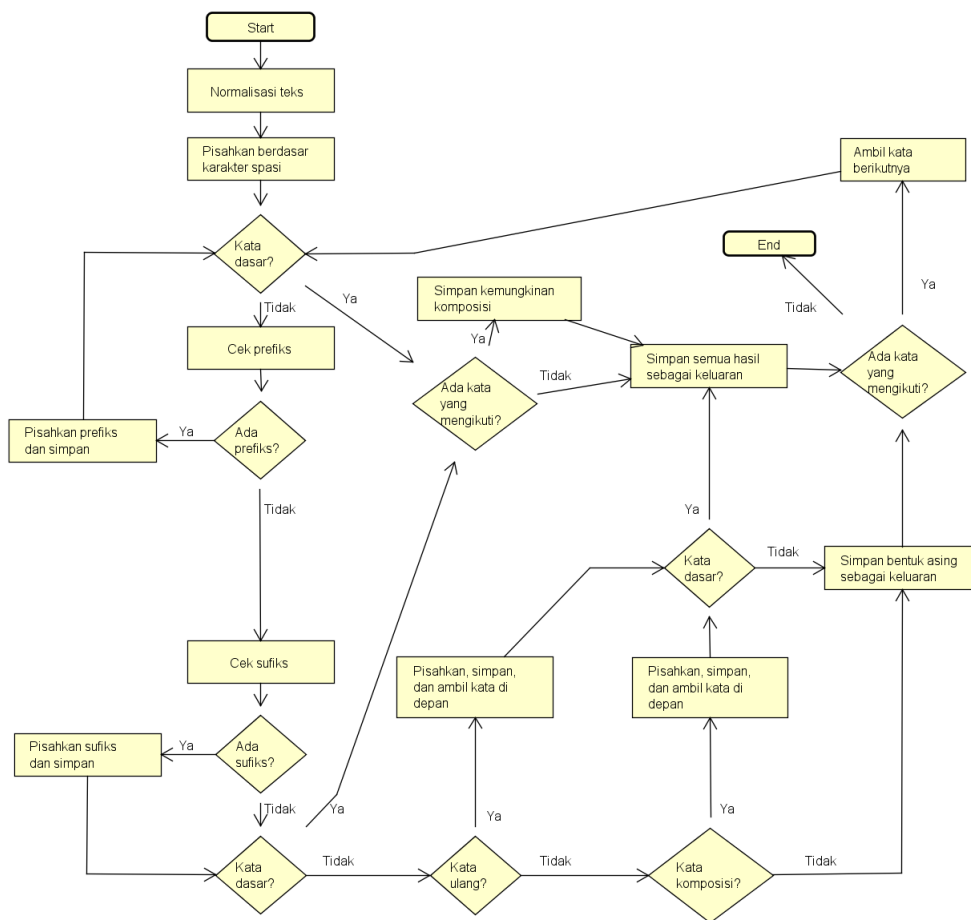 Start
Normalisasi teks
Pisahkan berdasar
karakter spasi
Ambil kata
berikutnya
Kata
dasar?
End
Ya
Ya
Simpan kemungkinan
komposisi
Tidak
Tidak
Cek prefiks
Ya
Simpan semua hasil
sebagai keluaran
Ada kata
yang
mengikuti?
Tidak
Ada kata
yang
mengikuti?
Pisahkan prefiks
dan simpan
Ya
Ada
prefiks?
Tidak
Ya
Kata
dasar?
Tidak
Simpan bentuk asing
sebagai keluaran
Cek sufiks
Pisahkan, simpan,
dan ambil kata di
depan
Pisahkan, simpan,
dan ambil kata di
depan
Pisahkan sufiks
dan simpan
Ya
Ada
sufiks?
Tidak
Ya
Ya
Ya
Kata
dasar?
Tidak
Kata
ulang?
Tidak
Kata
komposisi?
Tidak